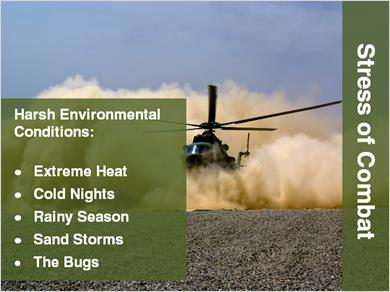 Stress of Combat
Harsh Environmental
Conditions:
● Extreme Heat
● Cold Nights
● Rainy Season
● Sand Storms
● The Bugs